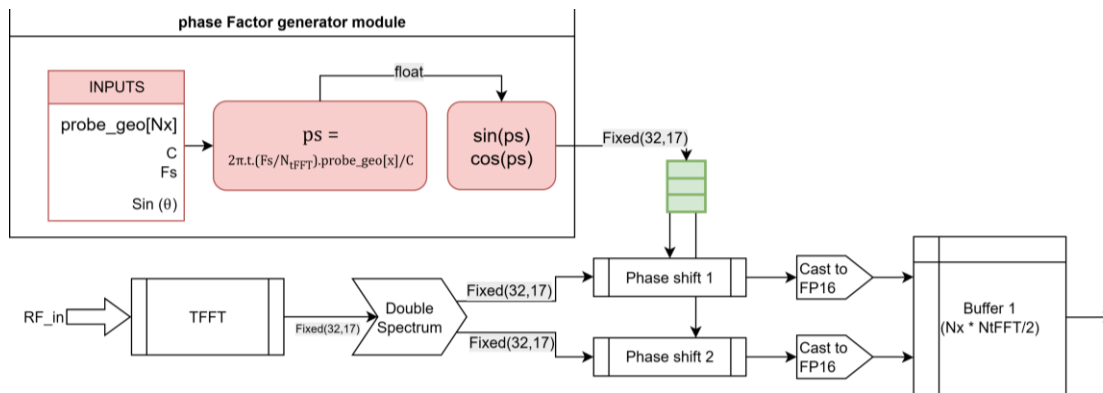 phase Factor generator module
float
INPUTS
probe_geo[Nx]
C
Fs
Sin (θ)
ps =
2π.t.(Fs/N_tFFT).probe_geo[x]/C
sin(ps)
cos(ps)
Fixed(32,17)
RF_in
TFFT
Fixed(32,17)
Double
Spectrum
Fixed(32,17)
Fixed(32,17)
Phase shift 1
Phase shift 2
Cast to
FP16
Cast to
FP16
Buffer 1
(Nx * NtFFT/2)